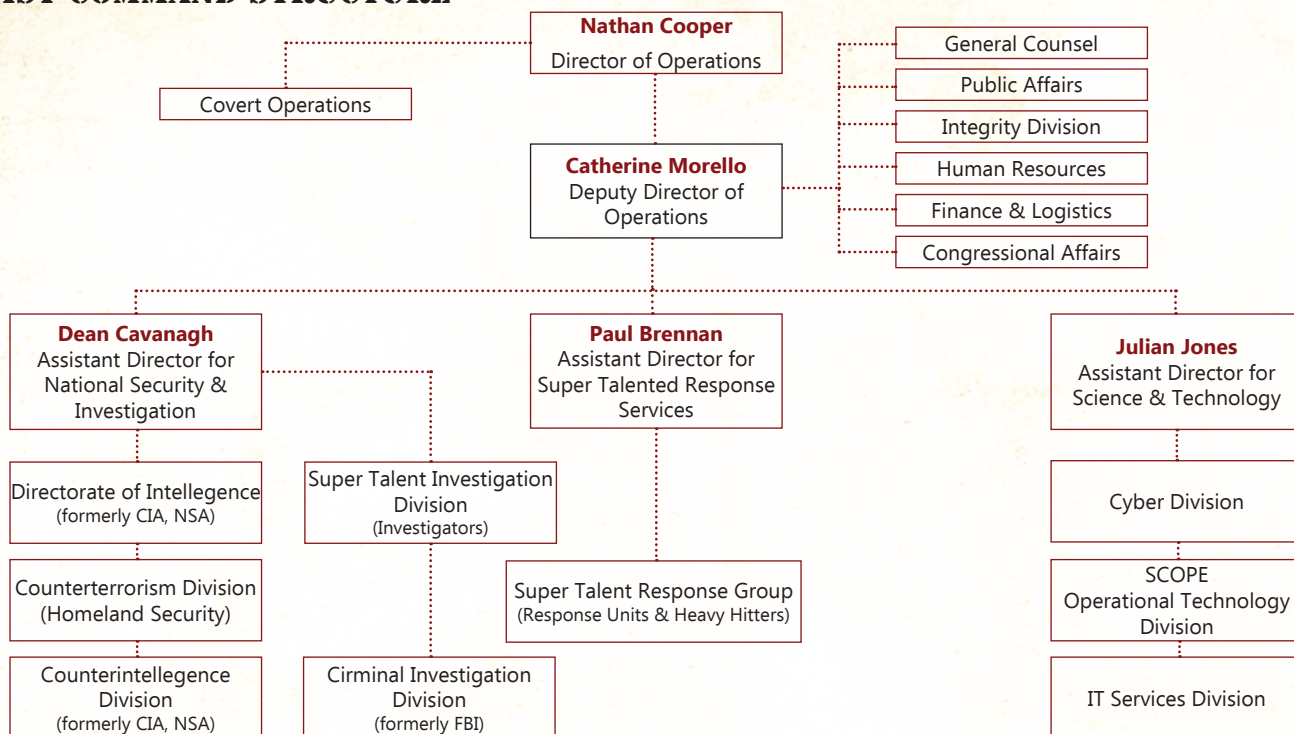 COMMAND STRUCTURE
Nathan Cooper
Director of Operations
Covert Operations
General Counsel
Public Affairs
Integrity Division
Human Resources
Finance & Logistics
Congressional Affairs
Catherine Morello
Deputy Director of
Operations
Dean Cavanagh
Assistant Director for
National Security &
Investigation
Paul Brennan
Assistant Director for
Super Talented Response
Services
Julian Jones
Assistant Director for
Science & Technology
Directorate of Intellegence
(formerly CIA, NSA)
Super Talent Investigation
Division
(Investigators)
Cyber Division
Counterterrorism Division
(Homeland Security)
Super Talent Response Group
(Response Units & Heavy Hitters)
SCOPE
Operational Technology
Division
Counterintellegence
Division
(formerly CIA, NSA)
Cirminal Investigation
Division
(formerly FBI)
IT Services Division